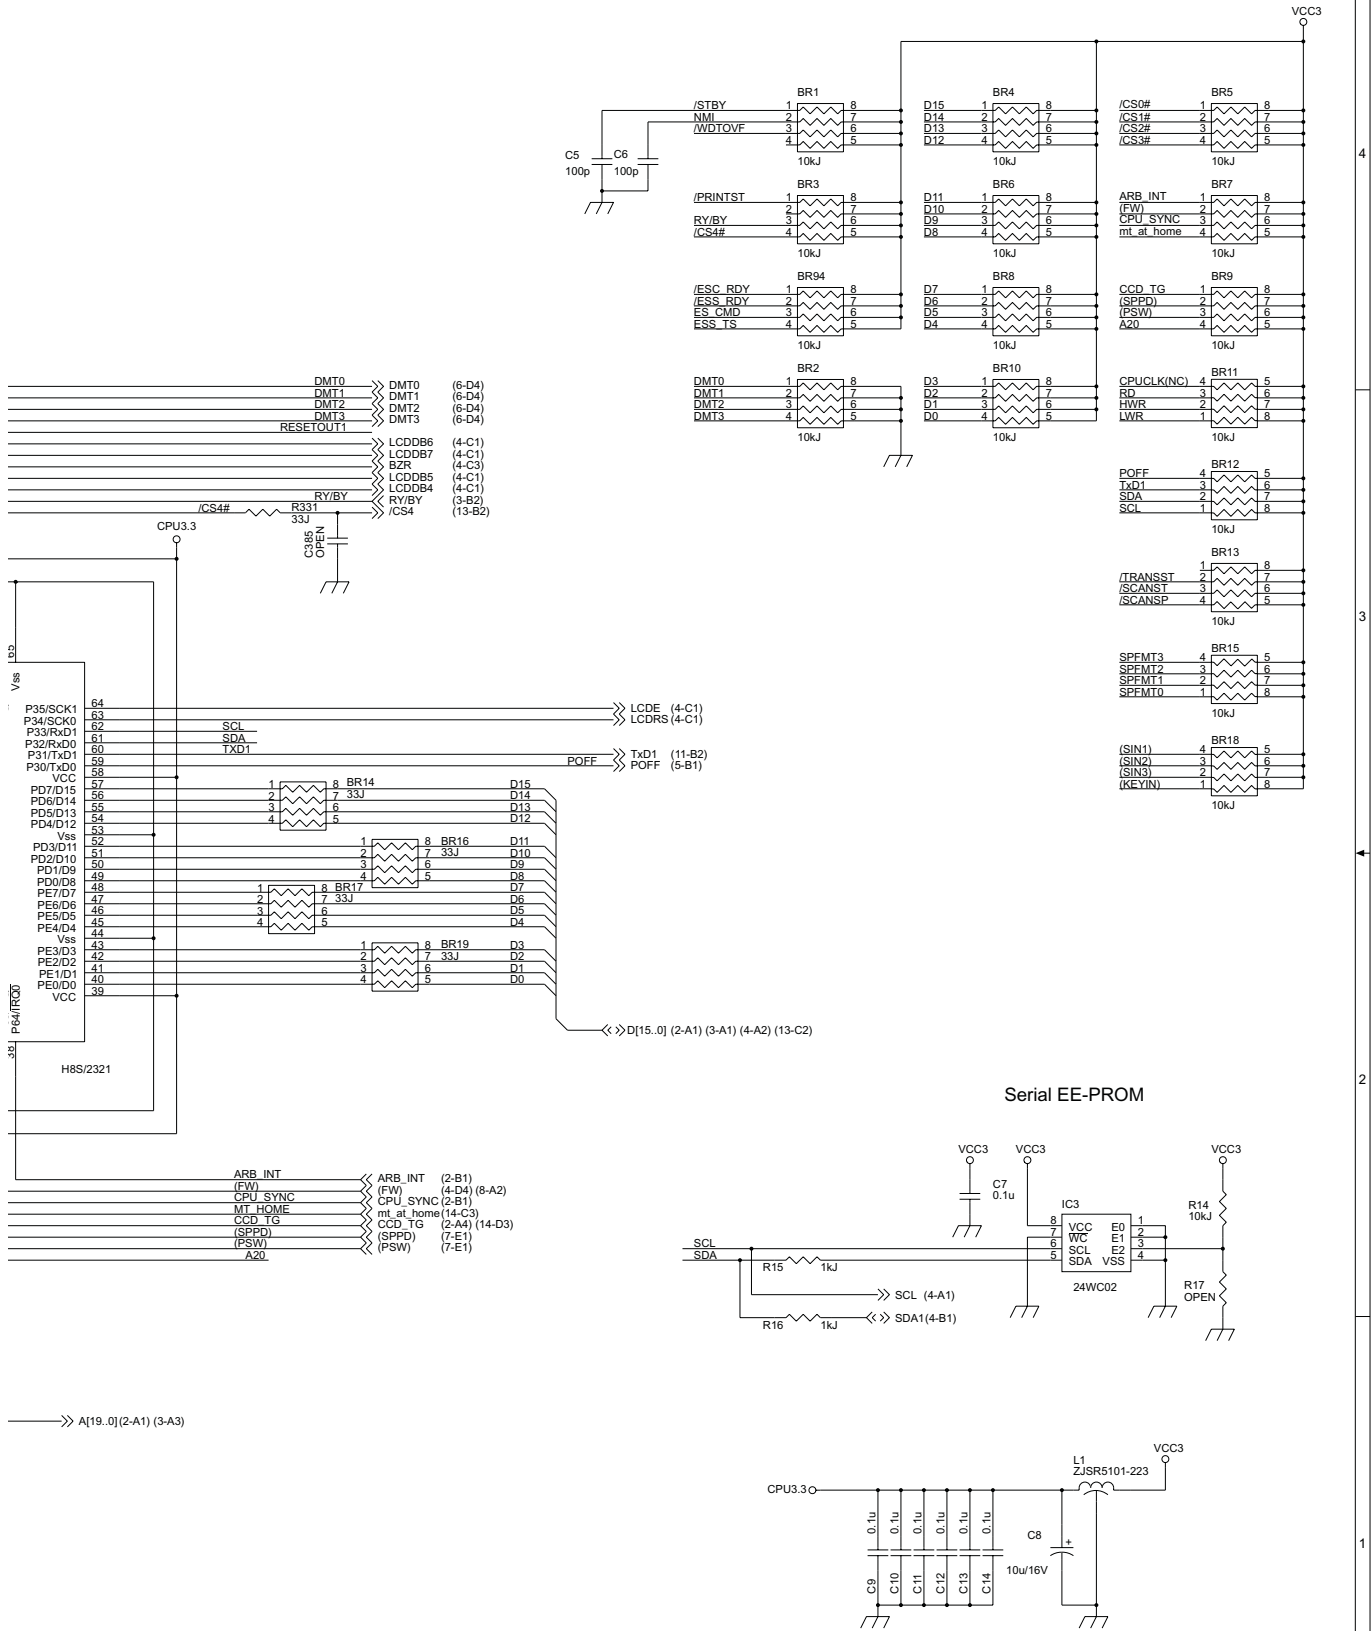 VCC3
BR1
/STBY 1 8
NMI 2 7
/WDTOVF 3 6
4 5
10kJ
BR4
D15 1 8
D14 2 7
D13 3 6
D12 4 5
10kJ
BR5
/CS0# 1 8
/CS1# 2 7
/CS2# 3 6
/CS3# 4 5
10kJ
4
C5
100p
C6
100p
BR3
/PRINTST 1 8
2 7
RY/BY 3 6
/CS4# 4 5
10kJ
BR6
D11 1 8
D10 2 7
D9 3 6
D8 4 5
10kJ
BR7
ARB_INT 1 8
(FW) 2 7
CPU_SYNC 3 6
mt_at_home 4 5
10kJ
BR94
/ESC_RDY 1 8
/ESS_RDY 2 7
ES_CMD 3 6
ESS_TS 4 5
10kJ
BR8
D7 1 8
D6 2 7
D5 3 6
D4 4 5
10kJ
BR9
CCD_TG 1 8
(SPPD) 2 7
(PSW) 3 6
A20 4 5
10kJ
BR2
DMT0 1 8
DMT1 2 7
DMT2 3 6
DMT3 4 5
10kJ
BR10
D3 1 8
D2 2 7
D1 3 6
D0 4 5
10kJ
BR11
CPUCLK(NC) 4 5
RD 3 6
HWR 2 7
LWR 1 8
10kJ
DMT0 DMT0 (6-D4)
DMT1 DMT1 (6-D4)
DMT2 DMT2 (6-D4)
DMT3 DMT3 (6-D4)
RESETOUT1
LCDDB6 (4-C1)
LCDDB7 (4-C1)
BZR (4-C3)
LCDDB5 (4-C1)
LCDDB4 (4-C1)
RY/BY RY/BY (3-B2)
/CS4# R331 /CS4 (13-B2)
33J
C385
OPEN
CPU3.3
BR12
POFF 4 5
TxD1 3 6
SDA 2 7
SCL 1 8
10kJ
BR13
1 8
/TRANSST 2 7
/SCANST 3 6
/SCANSP 4 5
10kJ
3
BR15
SPFMT3 4 5
SPFMT2 3 6
SPFMT1 2 7
SPFMT0 1 8
10kJ
BR18
(SIN1) 4 5
(SIN2) 3 6
(SIN3) 2 7
(KEYIN) 1 8
10kJ
65
Vss
P35/SCK1 64 LCDE (4-C1)
P34/SCK0 63 LCDRS (4-C1)
P33/RxD1 62 SCL
P32/RxD0 61 SDA
P31/TxD1 60 TXD1 TxD1 (11-B2)
P30/TxD0 59 POFF POFF (5-B1)
VCC 58
PD7/D15 57 1 8 BR14 D15
PD6/D14 56 2 7 33J D14
PD5/D13 55 3 6 D13
PD4/D12 54 4 5 D12
Vss 53
PD3/D11 52 1 8 BR16 D11
PD2/D10 51 2 7 33J D10
PD1/D9 50 3 6 D9
PD0/D8 49 4 5 D8
PE7/D7 48 1 8 BR17 D7
PE6/D6 47 2 7 33J D6
PE5/D5 46 3 6 D5
PE4/D4 45 4 5 D4
Vss 44
PE3/D3 43 1 8 BR19 D3
PE2/D2 42 2 7 33J D2
PE1/D1 41 3 6 D1
PE0/D0 40 4 5 D0
VCC 39
P64/IRQ0
38
H8S/2321
D[15..0] (2-A1) (3-A1) (4-A2) (13-C2)
2
Serial EE-PROM
ARB_INT ARB_INT (2-B1)
(FW) (FW) (4-D4) (8-A2)
CPU_SYNC CPU_SYNC (2-B1)
MT_HOME mt_at_home (14-C3)
CCD_TG CCD_TG (2-A4) (14-D3)
(SPPD) (SPPD) (7-E1)
(PSW) (PSW) (7-E1)
A20
VCC3 VCC3 VCC3
C7
0.1u
IC3
8 VCC E0 1
7 WC E1 2
6 SCL E2 3
5 SDA VSS 4
24WC02
R14
10kJ
R17
OPEN
SCL
SDA
R15 1kJ
SCL (4-A1)
R16 1kJ
SDA1(4-B1)
A[19..0] (2-A1) (3-A3)
VCC3
L1
ZJSR5101-223
CPU3.3
0.1u 0.1u 0.1u 0.1u 0.1u 0.1u
C9 C10 C11 C12 C13 C14
C8
+
10u/16V
1